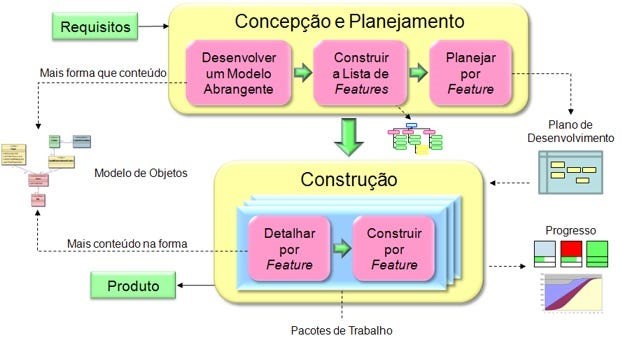 Requisitos
Concepção e Planejamento
Desenvolver
um Modelo
Abrangente
Construir
a Lista de
Features
Planejar
por
Feature
Mais forma que conteúdo
Plano de
Desenvolvimento
Modelo de Objetos
Construção
Detalhar
por
Feature
Construir
por
Feature
Mais conteúdo na forma
Progresso
Produto
Pacotes de Trabalho